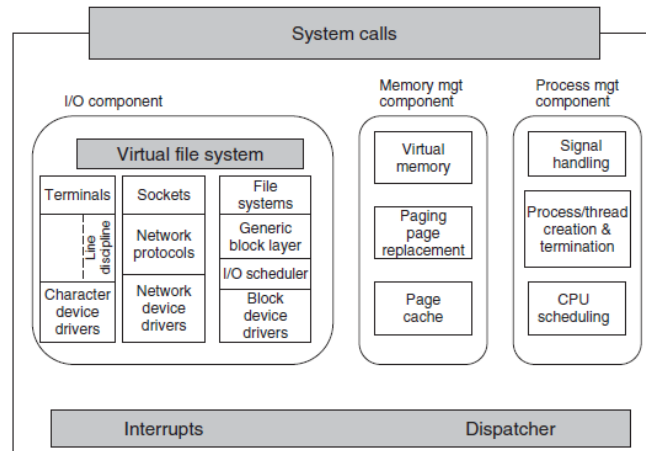 System calls
I/O component
Memory mgt
component
Process mgt
component
Virtual file system
Terminals
Line
discipline
Character
device
drivers
Sockets
Network
protocols
Network
device
drivers
File
systems
Generic
block layer
I/O scheduler
Block
device
drivers
Virtual
memory
Paging
page
replacement
Page
cache
Signal
handling
Process/thread
creation &
termination
CPU
scheduling
Interrupts
Dispatcher